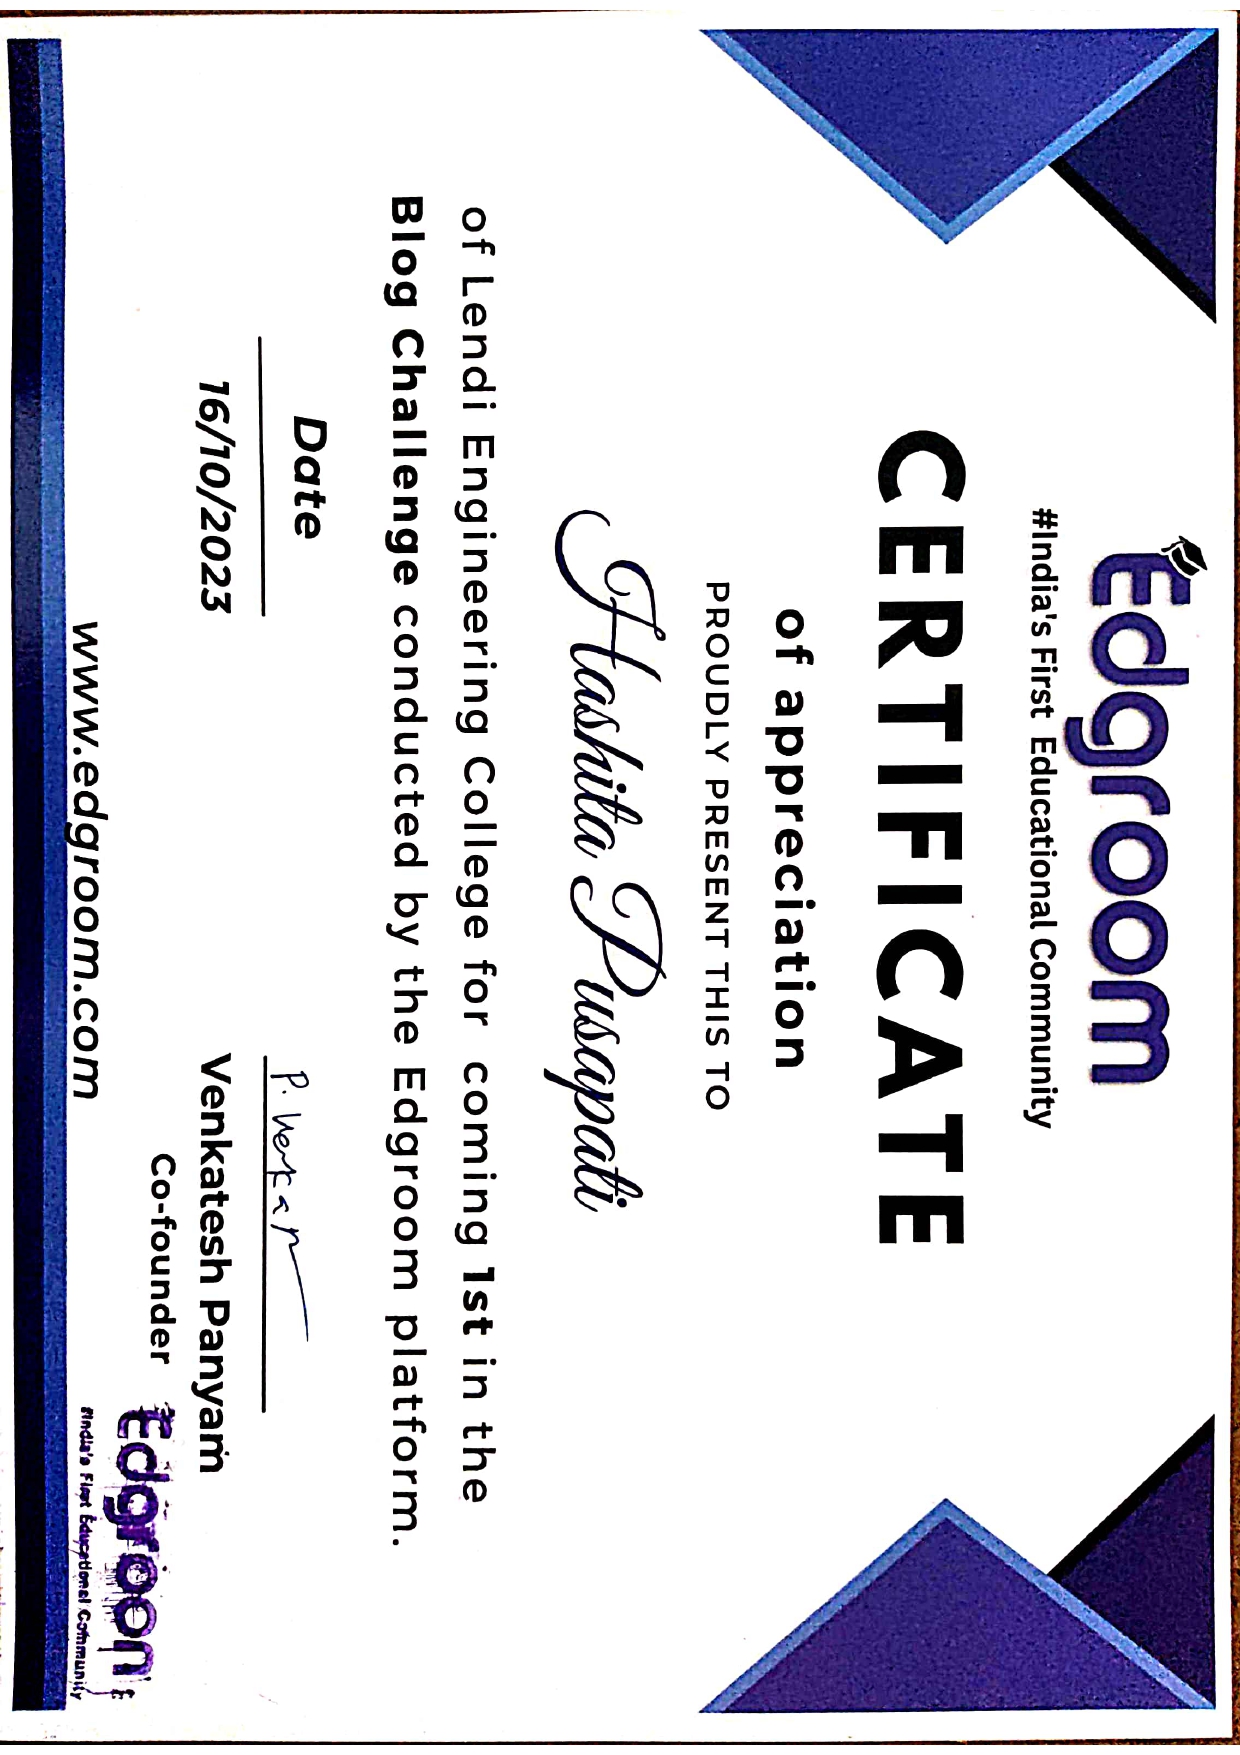 Edgroom
#India's First Educational Community
CERTIFICATE
of appreciation
PROUDLY PRESENT THIS TO
Hashita Pusapati
of Lendi Engineering College for coming 1st in the
Blog Challenge conducted by the Edgroom platform.
Date
16/10/2023
P. Venkat
Venkatesh Panyam
Co-founder
Edgroom
#India's First Educational Community
www.edgroom.com